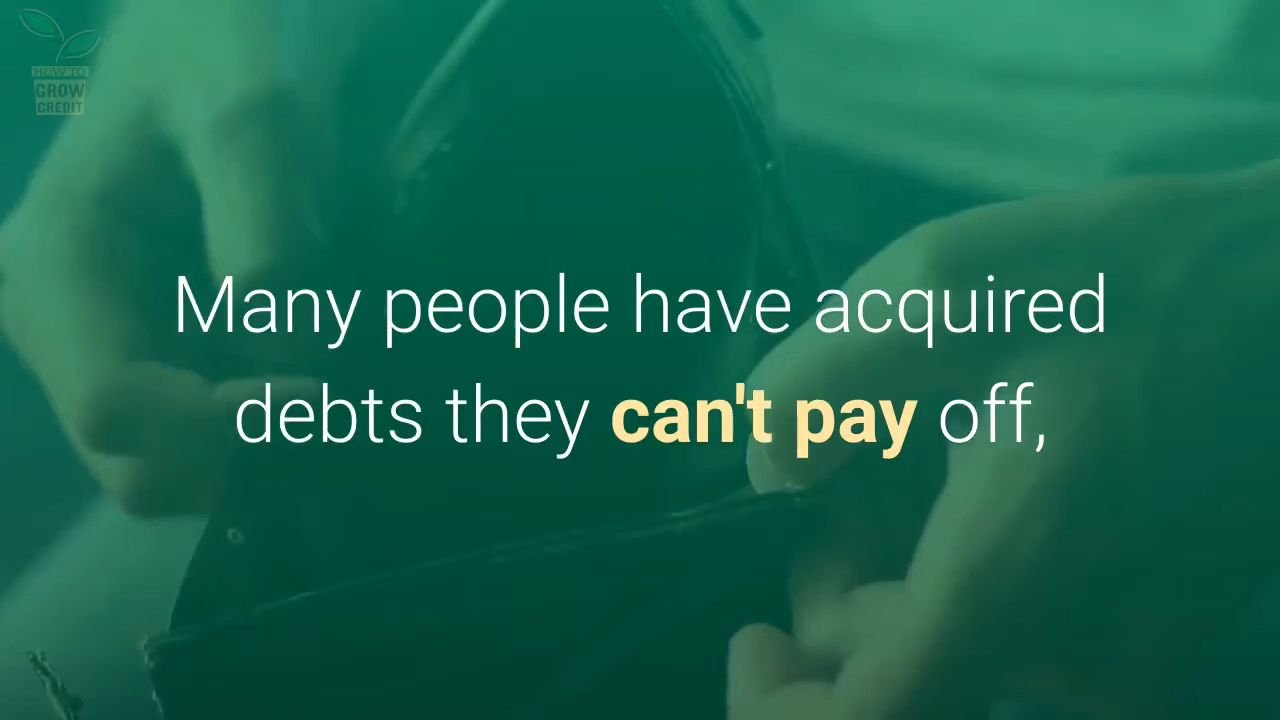 HOW TO
GROW
CREDIT
Many people have acquired
debts they can't pay off,